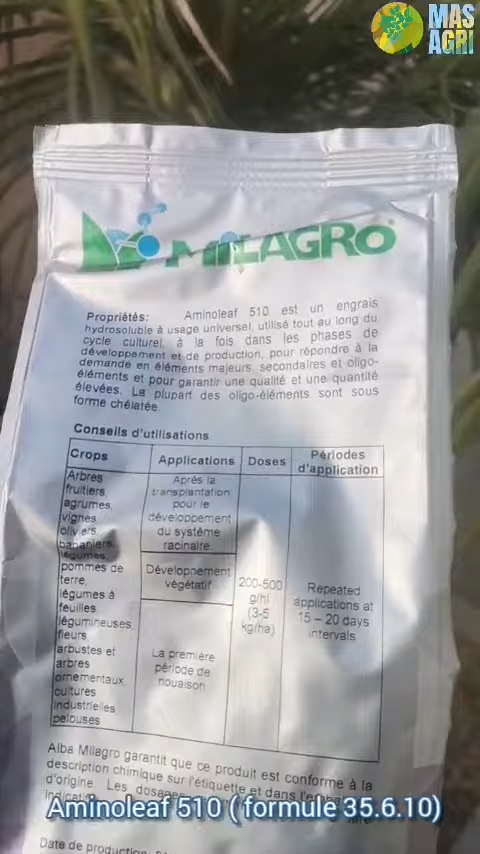 MAS
AGRI
MILAGRO
Propriétés: Aminoleaf 510 est un engrais
hydrosoluble à usage universel, utilisé tout au long du
cycle culturel, à la fois dans les phases de
développement et de production, pour répondre à la
demande en éléments majeurs, secondaires et oligo-
éléments et pour garantir une qualité et une quantité
élevées. La plupart des oligo-éléments sont sous
forme chélatée.
Conseils d'utilisations
Crops Applications Doses Périodes
d'application
Arbres
fruitiers,
agrumes,
vignes
oliviers,
bananiers,
légumes,
pommes de
terre,
légumes à
feuilles
légumineuses
fleurs
arbustes et
arbres
ornementaux,
cultures
industrielles
pelouses
Après la
transplantation
pour le
développement
du système
racinaire
Développement
végétatif
La première
période de
nouaison
200-500
g/hl
(3-5
kg/ha)
Repeated
applications at
15 – 20 days
intervals
Alba Milagro garantit que ce produit est conforme à la
description chimique sur l'étiquette et dans l'emballage
d'origine. Les dosages
Aminoleaf 510 ( formule 35.6.10)
Date de production: